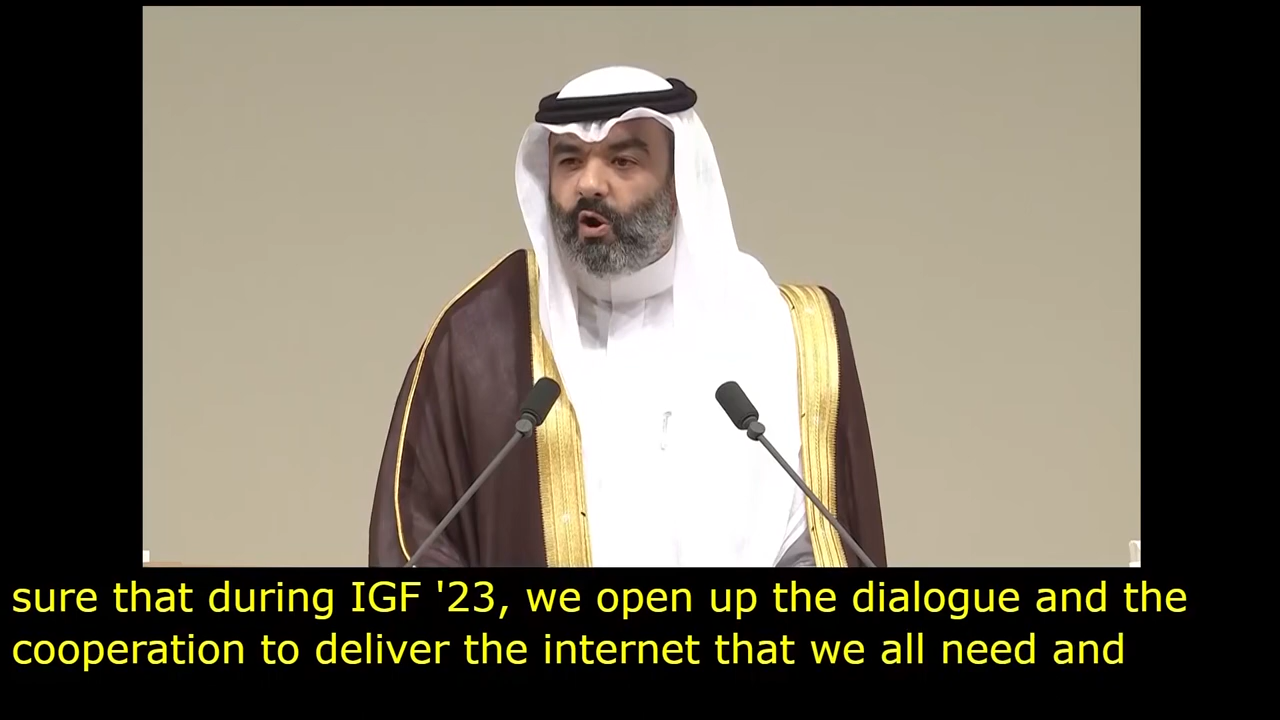 sure that during IGF '23, we open up the dialogue and the
cooperation to deliver the internet that we all need and